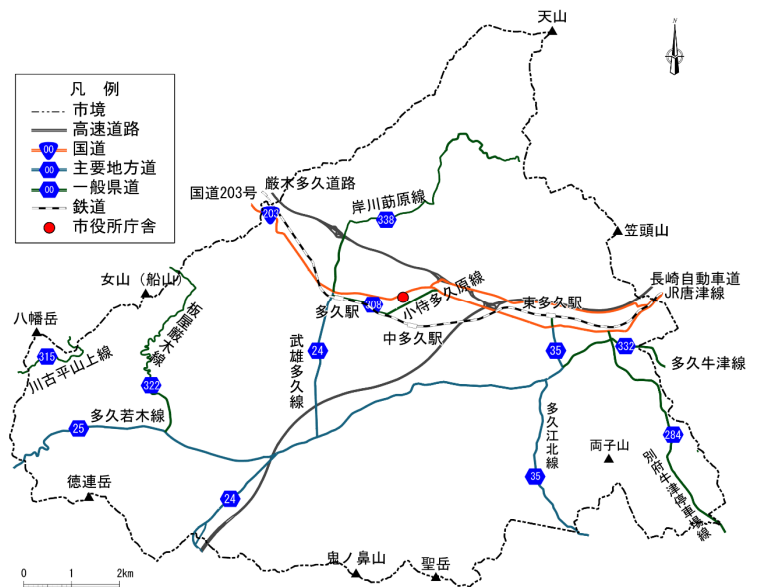 天山
N
凡 例
市境
高速道路
00
国道
00
主要地方道
00
一般県道
鉄道
市役所庁舎
国道203号
厳木多久道路
203
岸川莇原線
338
笠頭山
女山（船山）
長崎自動車道
JR唐津線
八幡岳
板屋厳木線
多久駅
208
小侍多久原線
東多久駅
中多久駅
315
川古平山上線
武雄多久線
24
35
332
多久牛津線
322
多久若木線
25
多久江北線
284
両子山
別府牛津停車場線
徳連岳
24
35
鬼ノ鼻山
聖岳
0 1 2km